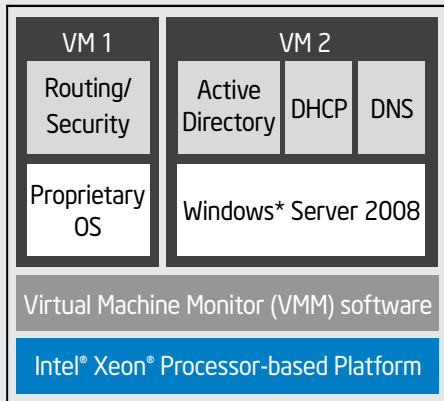 VM 1
Routing/
Security
Proprietary
OS
VM 2
Active
Directory
DHCP
DNS
Windows* Server 2008
Virtual Machine Monitor (VMM) software
Intel® Xeon® Processor-based Platform